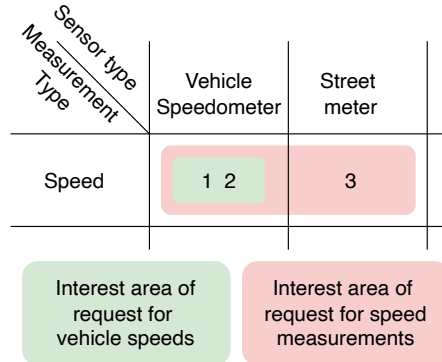 Sensor type
Measurement
Type
Vehicle
Speedometer
Street
meter
Speed
1 2
3
Interest area of
request for
vehicle speeds
Interest area of
request for speed
measurements